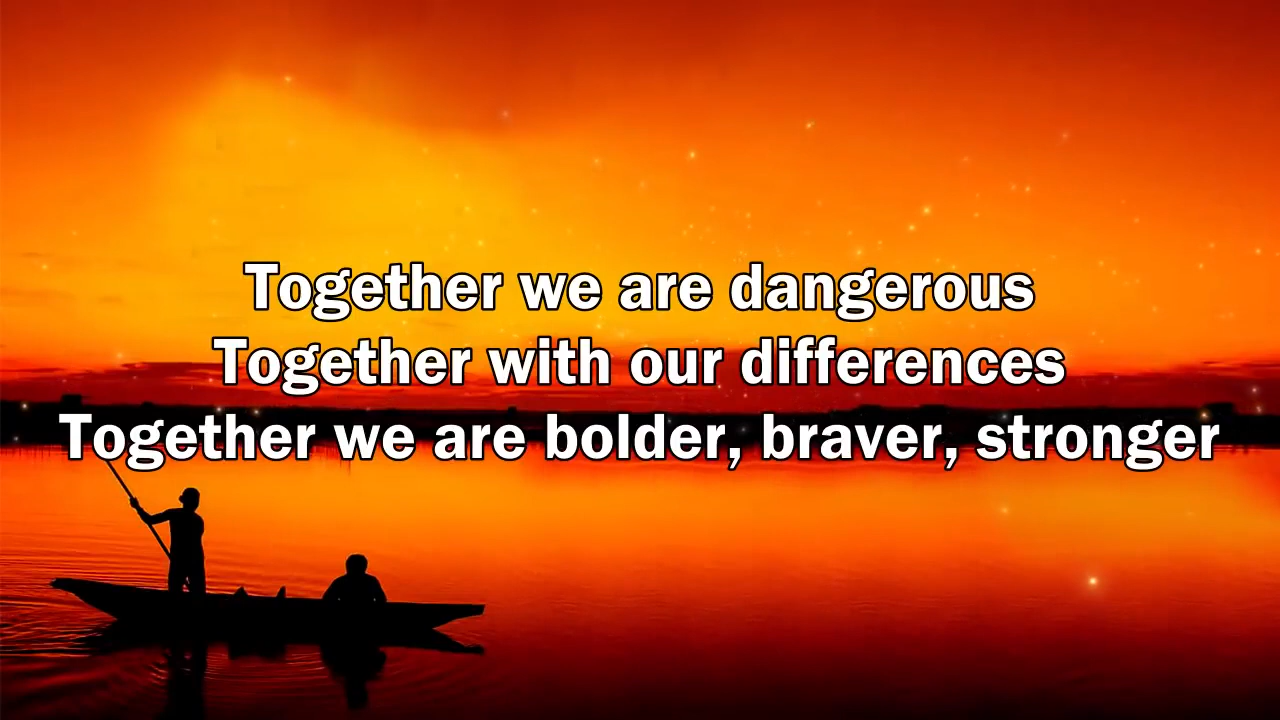 Together we are dangerous
Together with our differences
Together we are bolder, braver, stronger